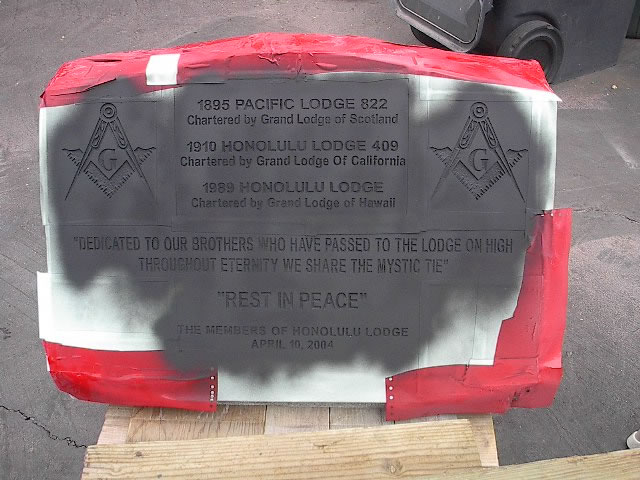 1895 PACIFIC LODGE 822
Chartered by Grand Lodge of Scotland
1910 HONOLULU LODGE 409
Chartered by Grand Lodge Of California
1989 HONOLULU LODGE
Chartered by Grand Lodge of Hawaii
G
G
"DEDICATED TO OUR BROTHERS WHO HAVE PASSED TO THE LODGE ON HIGH
THROUGHOUT ETERNITY WE SHARE THE MYSTIC TIE"
"REST IN PEACE"
THE MEMBERS OF HONOLULU LODGE
APRIL 10, 2004